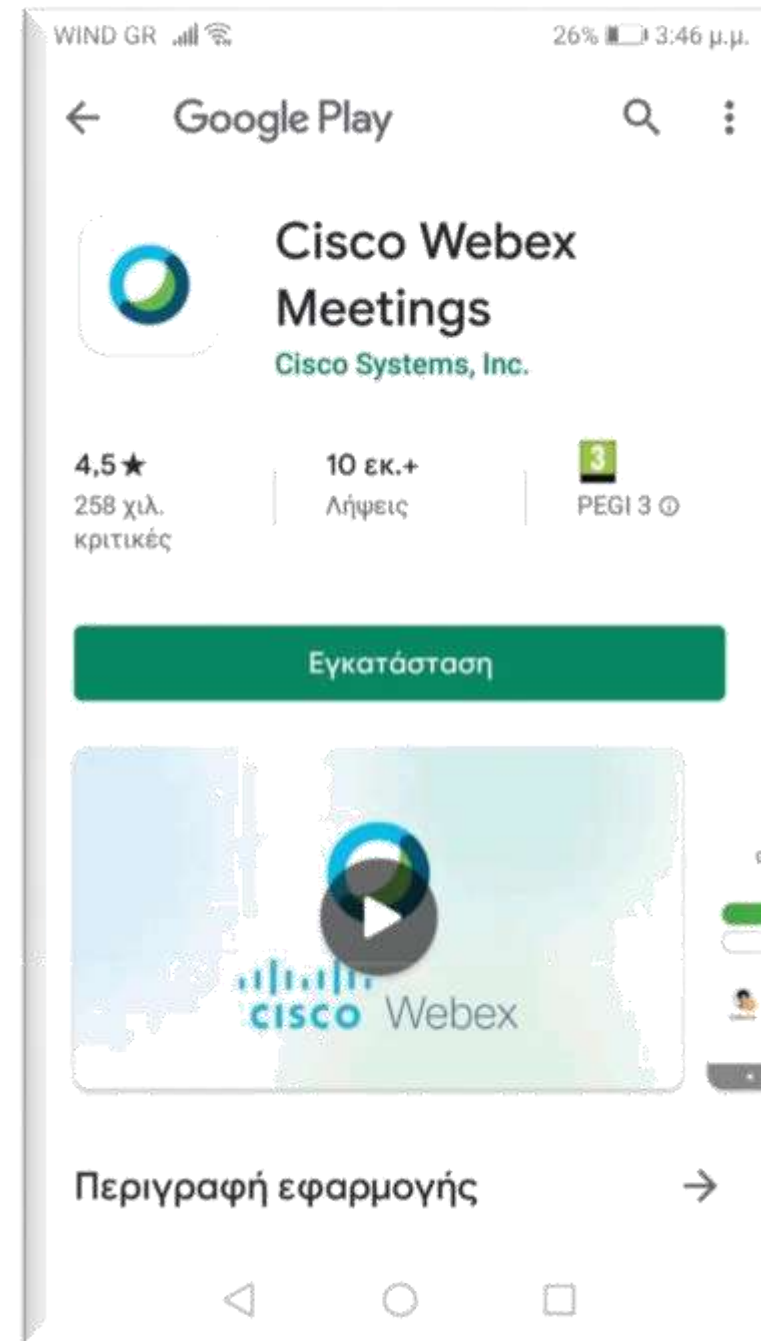 WIND GR 26% 3:46 μ.μ.
Google Play
Cisco Webex
Meetings
Cisco Systems, Inc.
4,5 ★
258 χιλ.
κριτικές
10 εκ.+
Λήψεις
3
PEGI 3
Εγκατάσταση
CISCO Webex
Περιγραφή εφαρμογής